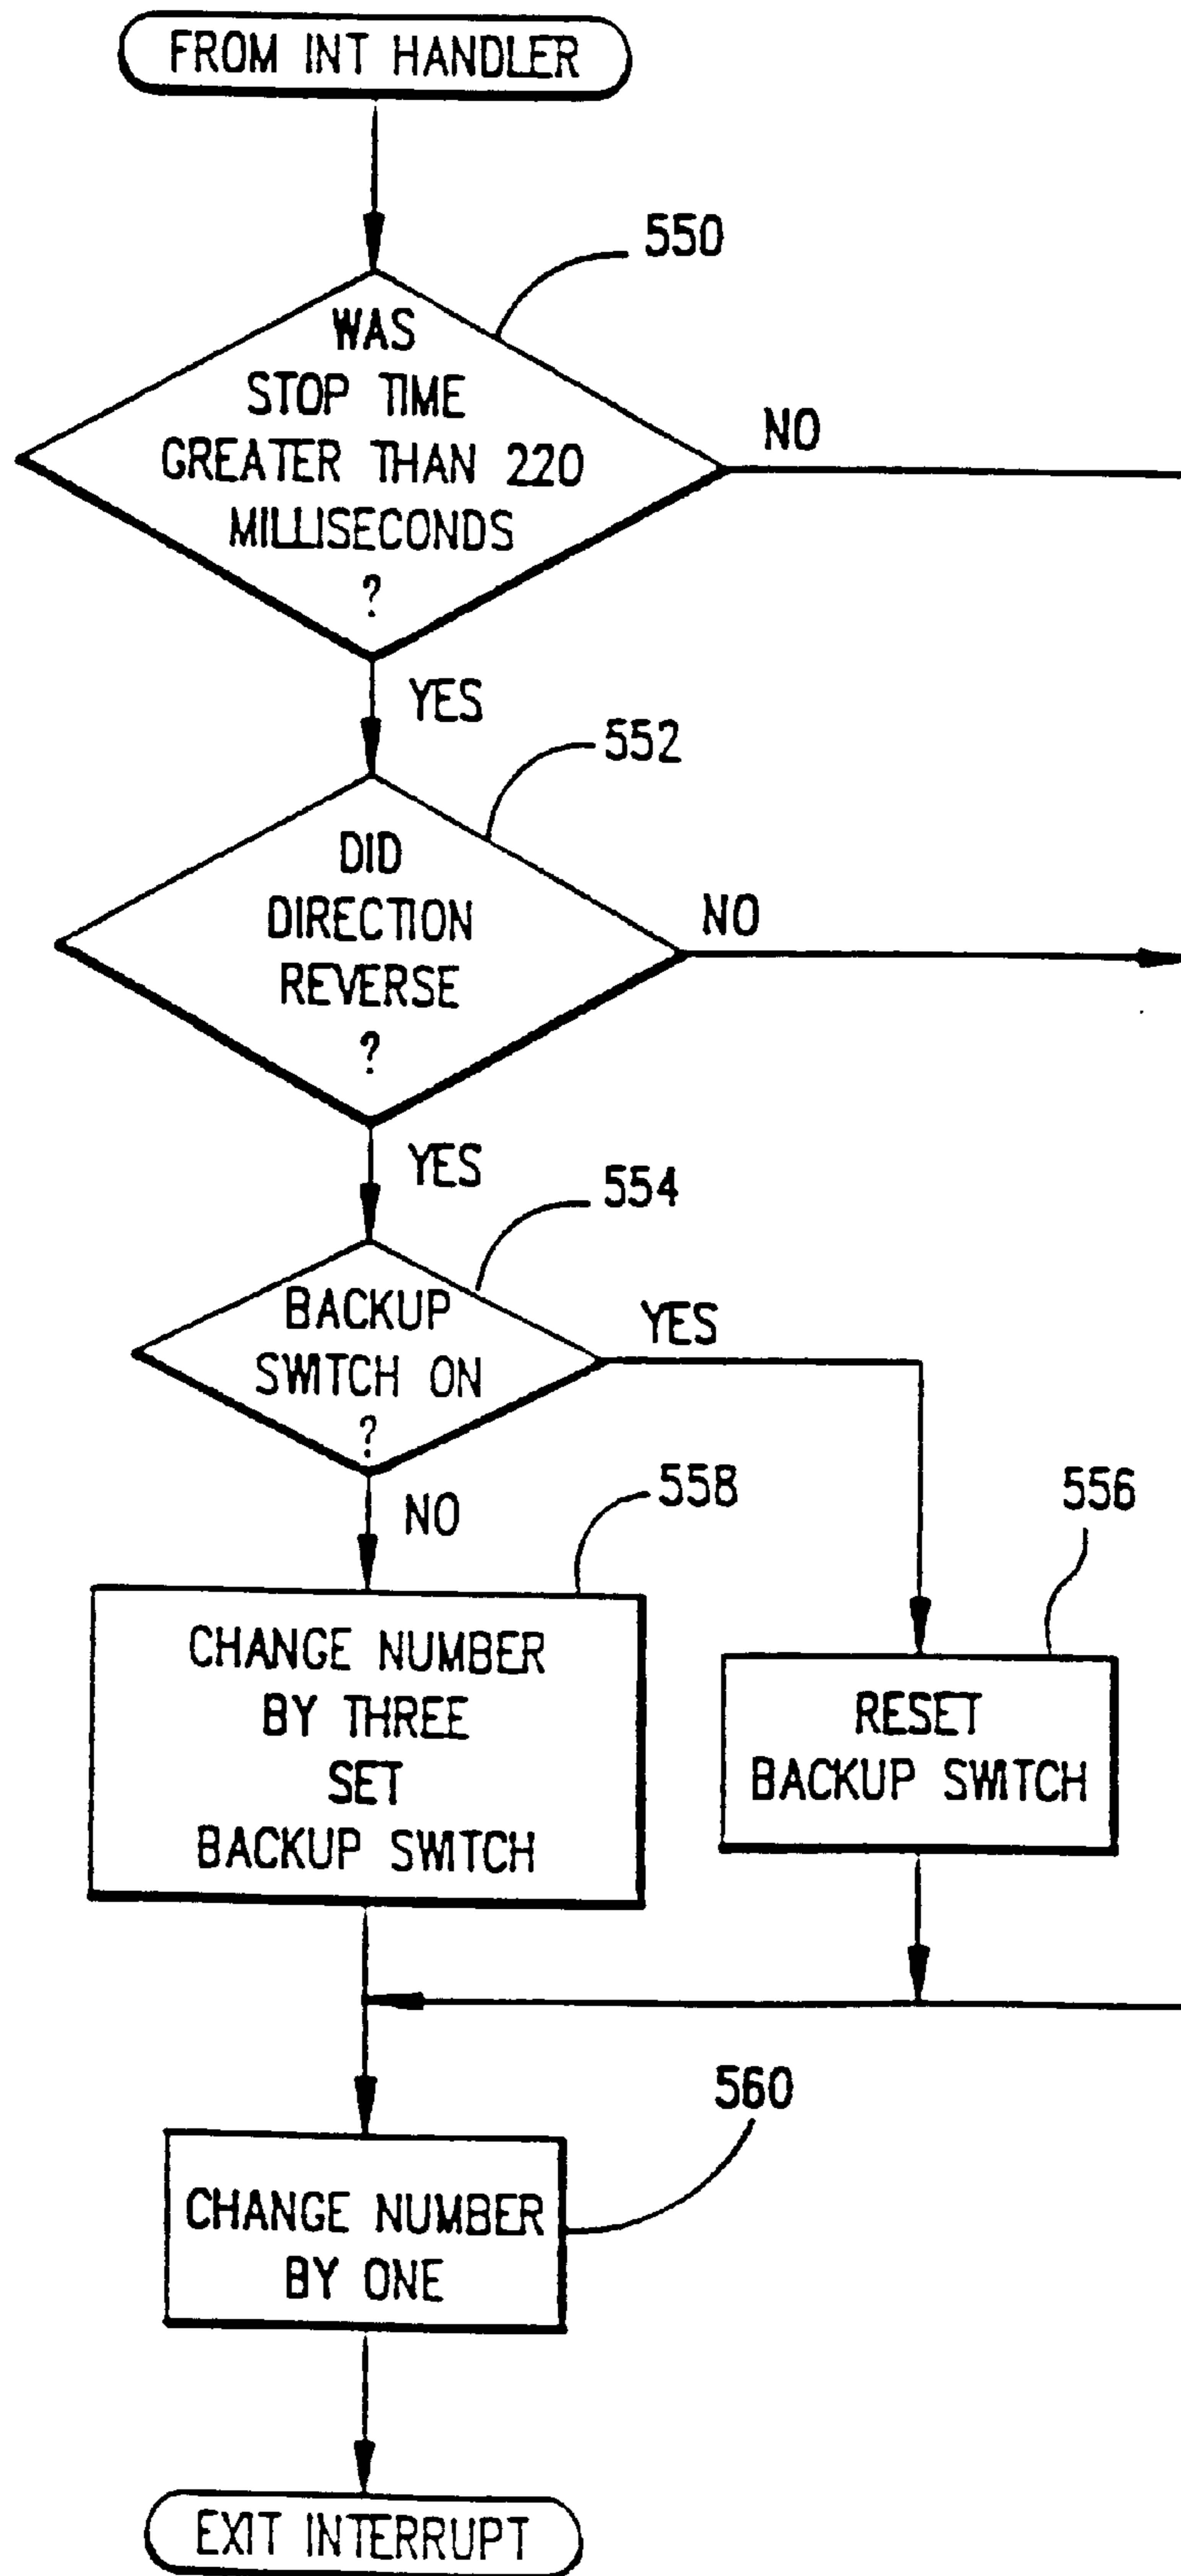 FROM INT HANDLER
550
WAS
STOP TIME
GREATER THAN 220
MILLISECONDS
?
NO
YES
552
DID
DIRECTION
REVERSE
?
NO
YES
554
BACKUP
SWITCH ON
?
YES
NO
558
556
CHANGE NUMBER
BY THREE
SET
BACKUP SWITCH
RESET
BACKUP SWITCH
560
CHANGE NUMBER
BY ONE
EXIT INTERRUPT